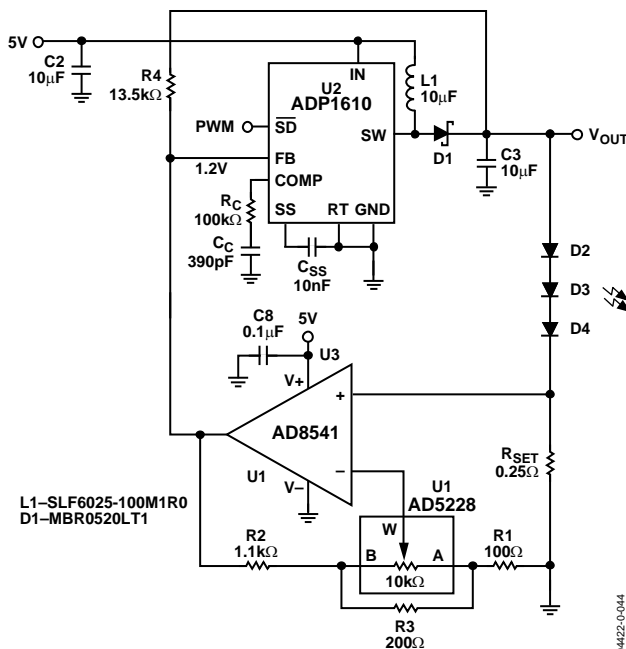 5V
C2
10μF
R4
13.5kΩ
IN
U2
ADP1610
L1
10μF
PWM
SD
SW
D1
VOUT
C3
10μF
FB
1.2V
COMP
RC
100kΩ
SS
RT
GND
CC
390pF
CSS
10nF
D2
D3
D4
C8
0.1μF
5V
U3
V+
+
AD8541
–
U1
V–
RSET
0.25Ω
U1
AD5228
L1–SLF6025-100M1R0
D1–MBR0520LT1
W
R2
1.1kΩ
B
A
10kΩ
R1
100Ω
R3
200Ω
04422-0-044